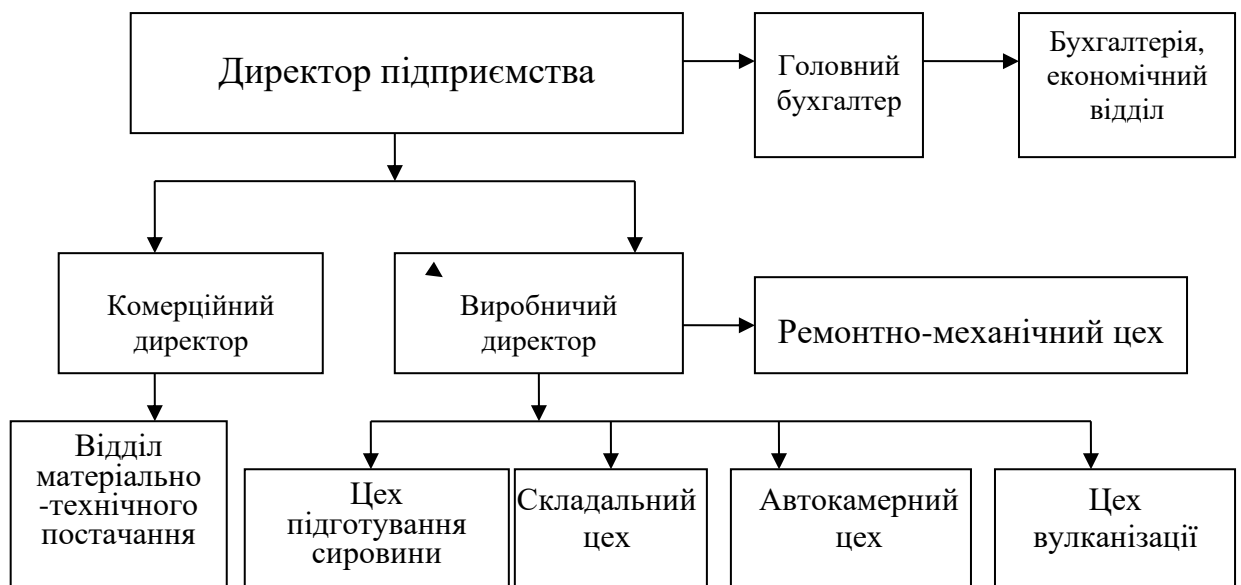 Директор підприємства
Головний
бухгалтер
Бухгалтерія,
економічний
відділ
Комерційний
директор
Виробничий
директор
Ремонтно-механічний цех
Відділ
матеріально
-технічного
постачання
Цех
підготування
сировини
Складальний
цех
Автокамерний
цех
Цех
вулканізації